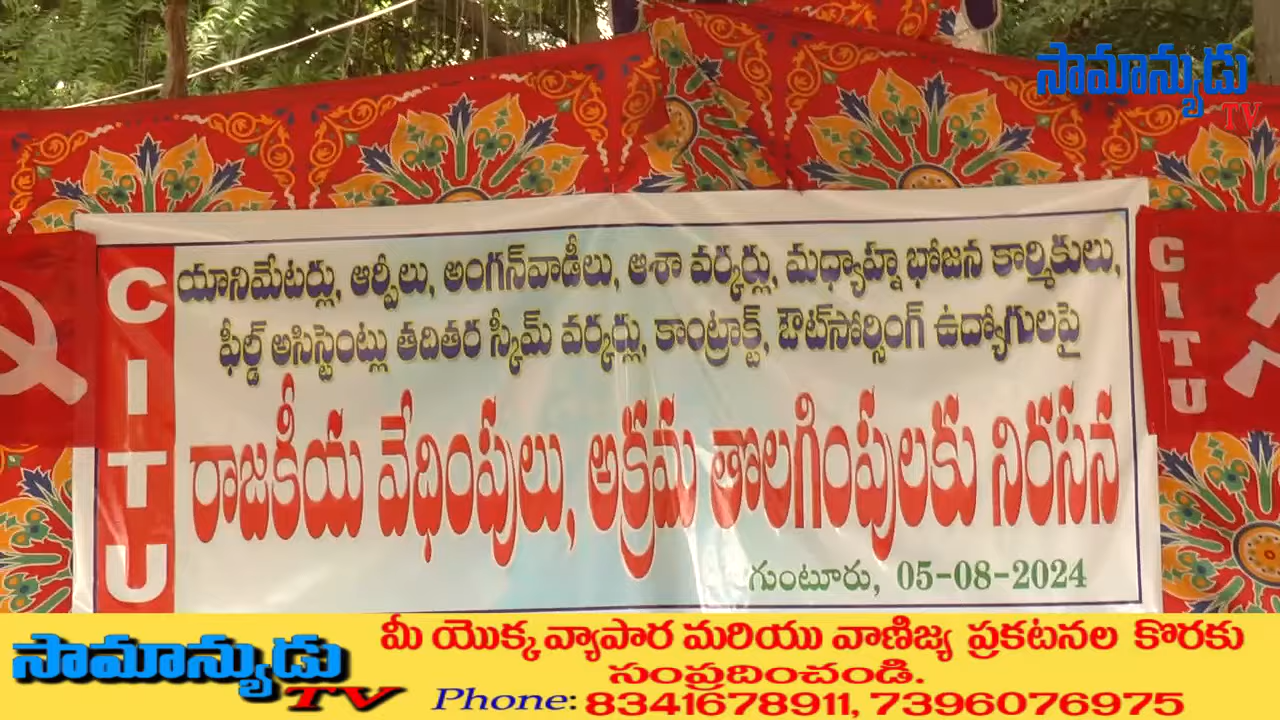 సామాన్యుడు
TV
యానిమేటర్లు, ఆర్పీలు, అంగన్‌వాడీలు, ఆశా వర్కర్లు, మధ్యాహ్న భోజన కార్మికులు,
ఫీల్డ్ అసిస్టెంట్లు తదితర స్కీమ్ వర్కర్లు, కాంట్రాక్ట్, ఔట్‌సోర్సింగ్ ఉద్యోగులపై
రాజకీయ వేధింపులు, అక్రమ తొలగింపులకు నిరసన
గుంటూరు, 05-08-2024
CITU
CITU
సామాన్యుడు
TV
మీ యొక్క వ్యాపార మరియు వాణిజ్య ప్రకటనల కొరకు
సంప్రదించండి.
Phone: 8341678911, 7396076975